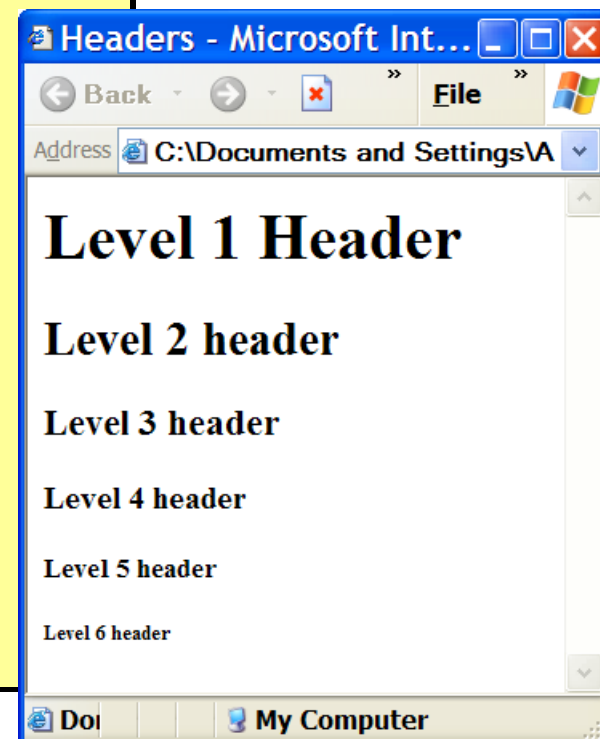 Headers - Microsoft Int...
Back » File »
Address C:\Documents and Settings\A
Level 1 Header
Level 2 header
Level 3 header
Level 4 header
Level 5 header
Level 6 header
My Computer